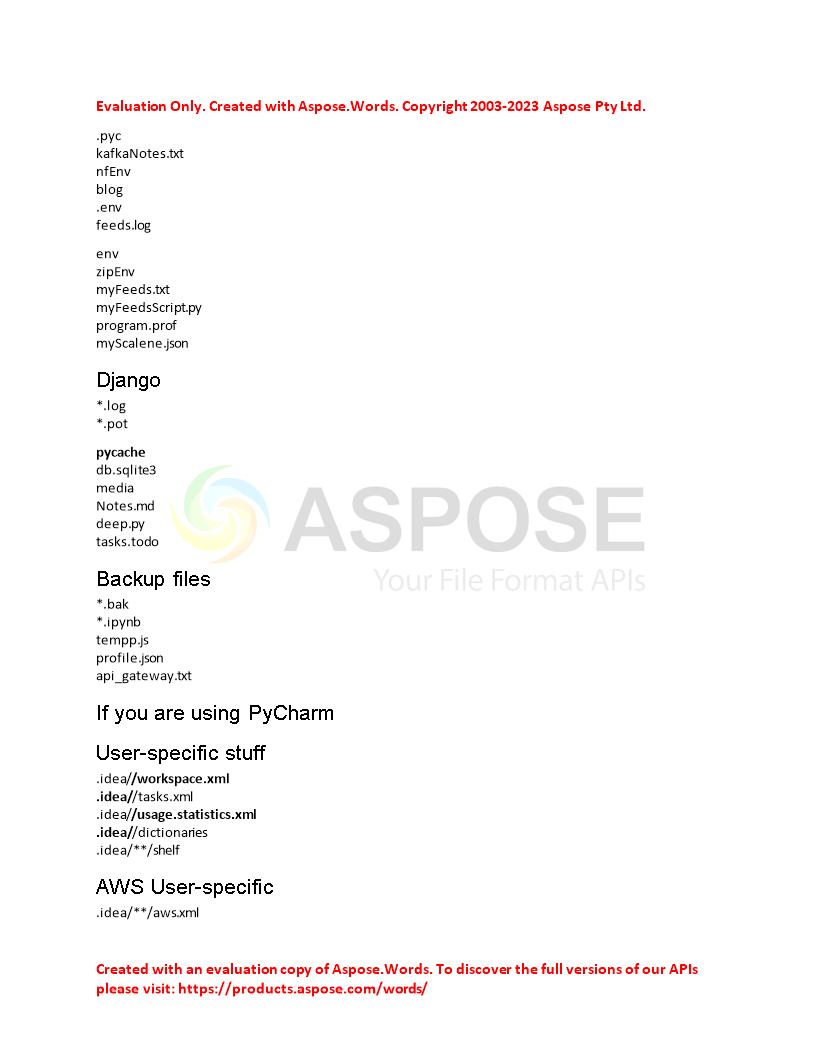 Evaluation Only. Created with Aspose.Words. Copyright 2003-2023 Aspose Pty Ltd.
.pyc
kafkaNotes.txt
nfEnv
blog
.env
feeds.log
env
zipEnv
myFeeds.txt
myFeedsScript.py
program.prof
myScalene.json
Django
*.log
*.pot
pycache
db.sqlite3
media
Notes.md
deep.py
tasks.todo
ASPOSE
Your File Format APIs
Backup files
*.bak
*.ipynb
tempp.js
profile.json
api_gateway.txt
If you are using PyCharm
User-specific stuff
.idea//workspace.xml
.idea//tasks.xml
.idea//usage.statistics.xml
.idea//dictionaries
.idea/**/shelf
AWS User-specific
.idea/**/aws.xml
Created with an evaluation copy of Aspose.Words. To discover the full versions of our APIs
please visit: https://products.aspose.com/words/